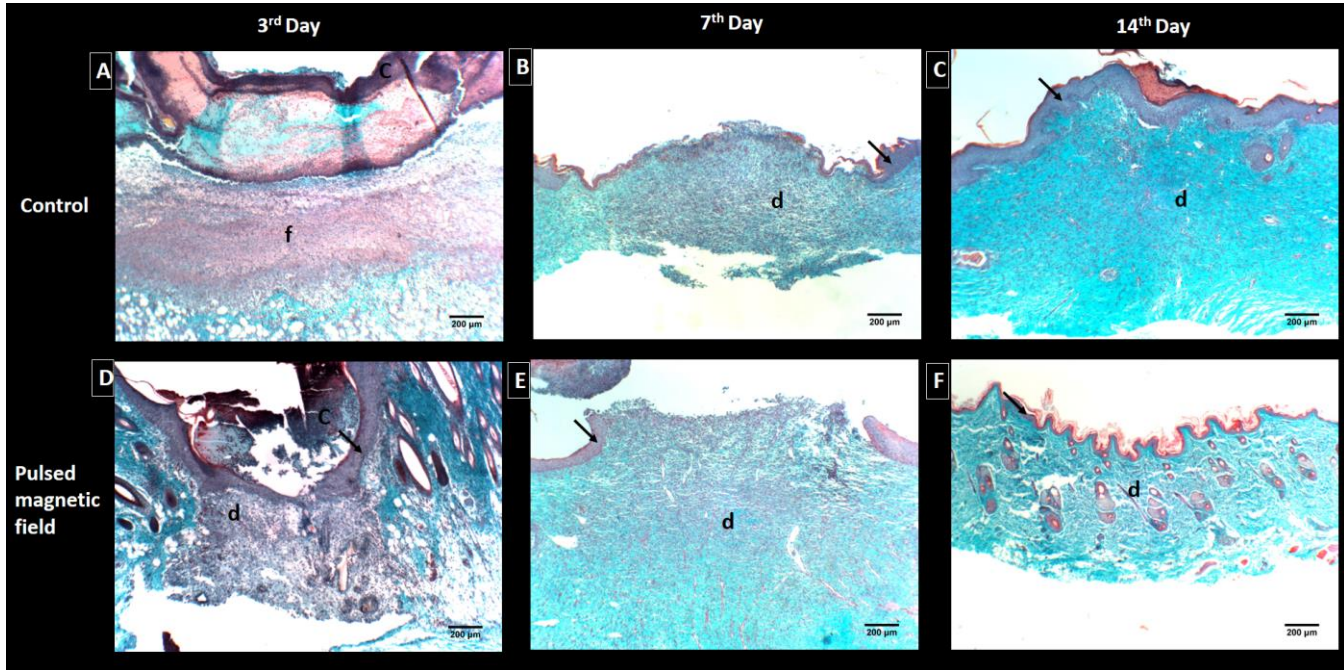 3rd Day
7th Day
14th Day
Control
A
C
f
200 µm
B
d
200 µm
C
d
200 µm
Pulsed
magnetic
field
D
C
d
200 µm
E
d
200 µm
F
d
200 µm